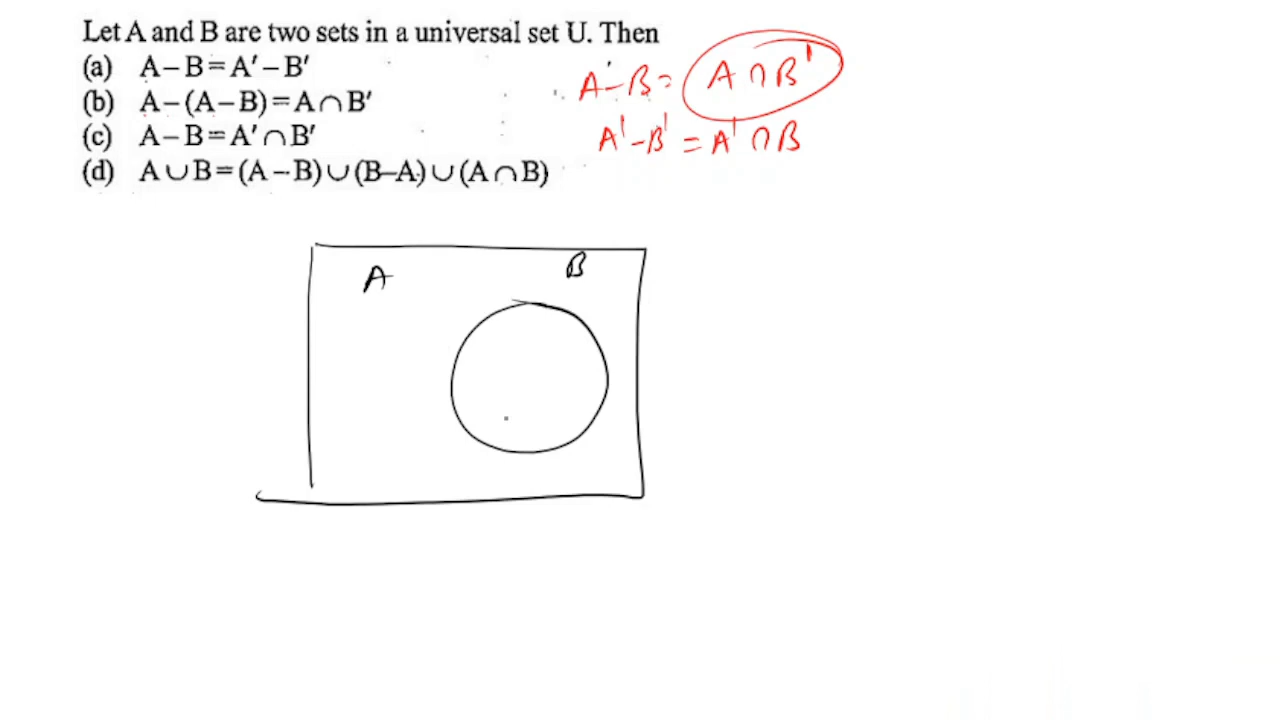 Let A and B are two sets in a universal set U. Then
(a) A–B=A′–B′
(b) A–(A–B)=A∩B′
(c) A–B=A′∩B′
(d) A∪B=(A–B)∪(B–A)∪(A∩B)
A-B= A∩B'
A'-B' = A'∩B
A B